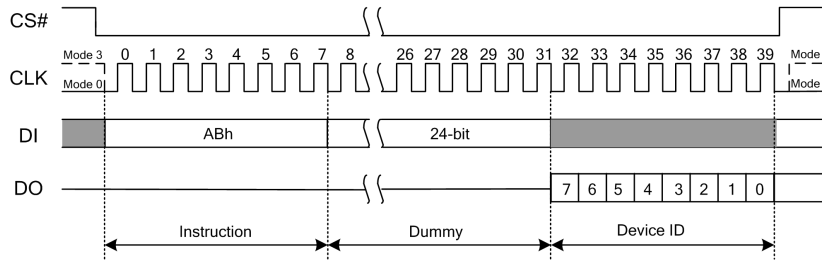 CS#
Mode 3 0 1 2 3 4 5 6 7 8 26 27 28 29 30 31 32 33 34 35 36 37 38 39 Mode
CLK
Mode 0 Mode
DI ABh 24-bit
DO 7 6 5 4 3 2 1 0
Instruction Dummy Device ID